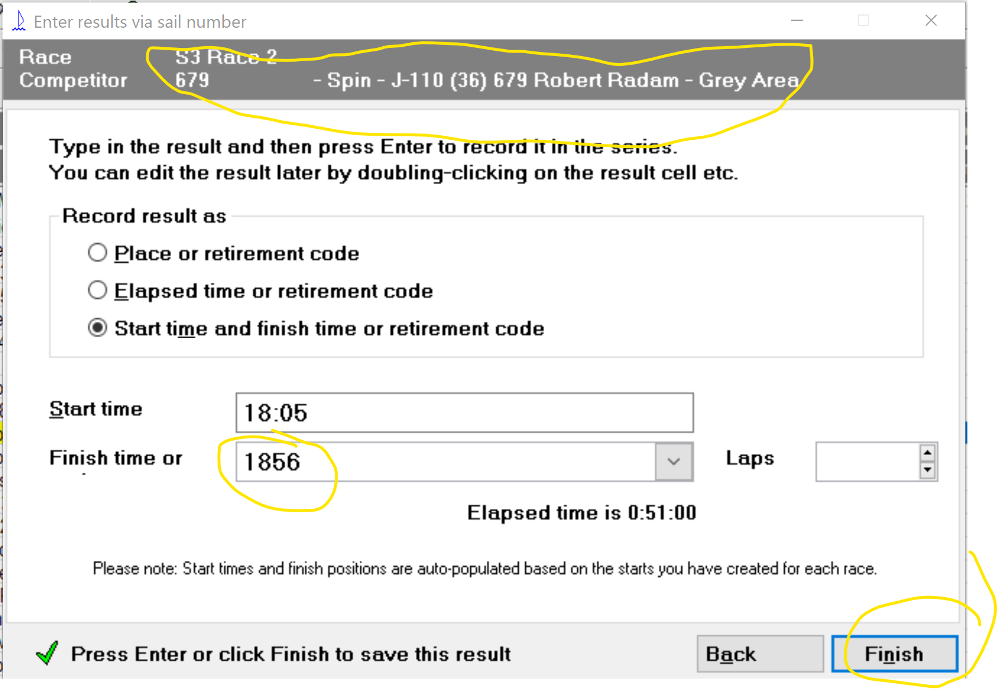 Enter results via sail number
Race S3 Race 2
Competitor 679 - Spin - J-110 (36) 679 Robert Radam - Grey Area
Type in the result and then press Enter to record it in the series.
You can edit the result later by doubling-clicking on the result cell etc.
Record result as
Place or retirement code
Elapsed time or retirement code
Start time and finish time or retirement code
Start time 18:05
Finish time or 1856 Laps
Elapsed time is 0:51:00
Please note: Start times and finish positions are auto-populated based on the starts you have created for each race.
Press Enter or click Finish to save this result Back Finish